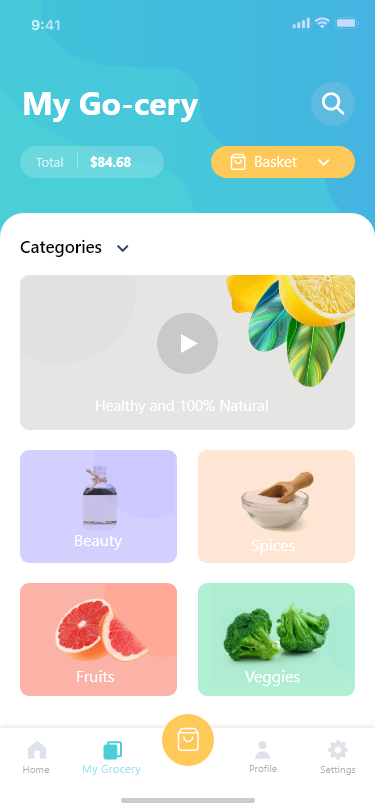 9:41
My Go-cery
Total $84.68 Basket
Categories
Healthy and 100% Natural
Beauty
Spices
Fruits
Veggies
Home
My Grocery
Profile
Settings